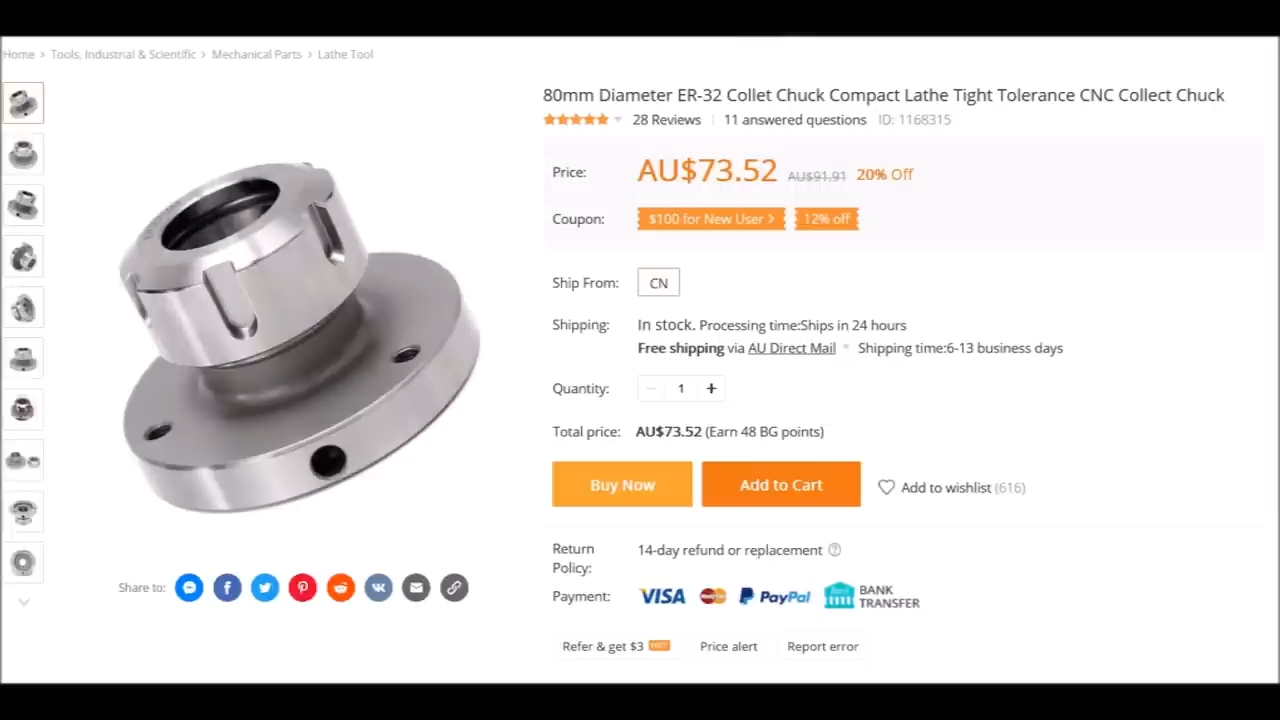 Home > Tools, Industrial & Scientific > Mechanical Parts > Lathe Tool
80mm Diameter ER-32 Collet Chuck Compact Lathe Tight Tolerance CNC Collect Chuck
28 Reviews 11 answered questions ID: 1168315
Price: AU$73.52 AU$91.91 20% Off
Coupon: $100 for New User > 12% off
Ship From: CN
Shipping: In stock. Processing time:Ships in 24 hours
Free shipping via AU Direct Mail Shipping time:6-13 business days
Quantity: − 1 +
Total price: AU$73.52 (Earn 48 BG points)
Buy Now Add to Cart Add to wishlist (616)
Return Policy: 14-day refund or replacement ?
Payment: VISA PayPal BANK TRANSFER
Share to:
Refer & get $3 HOT Price alert Report error